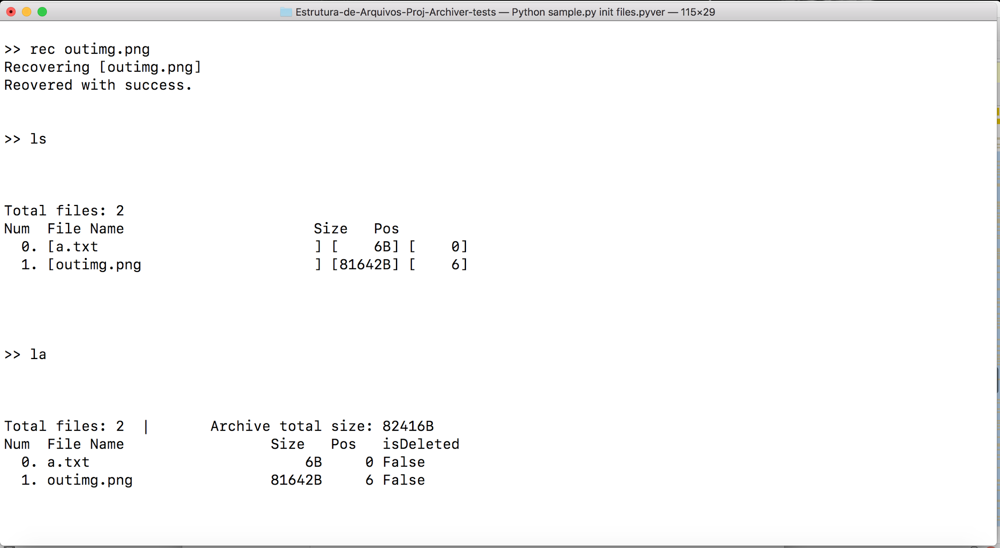 Estrutura-de-Arquivos-Proj-Archiver-tests — Python sample.py init files.pyver — 115×29
>> rec outimg.png
Recovering [outimg.png]
Reovered with success.
>> ls
Total files: 2
Num  File Name                      Size   Pos
  0. [a.txt                         ] [    6B] [    0]
  1. [outimg.png                    ] [81642B] [    6]
>> la
Total files: 2  |       Archive total size: 82416B
Num  File Name                 Size   Pos   isDeleted
  0. a.txt                         6B     0 False
  1. outimg.png                81642B     6 False